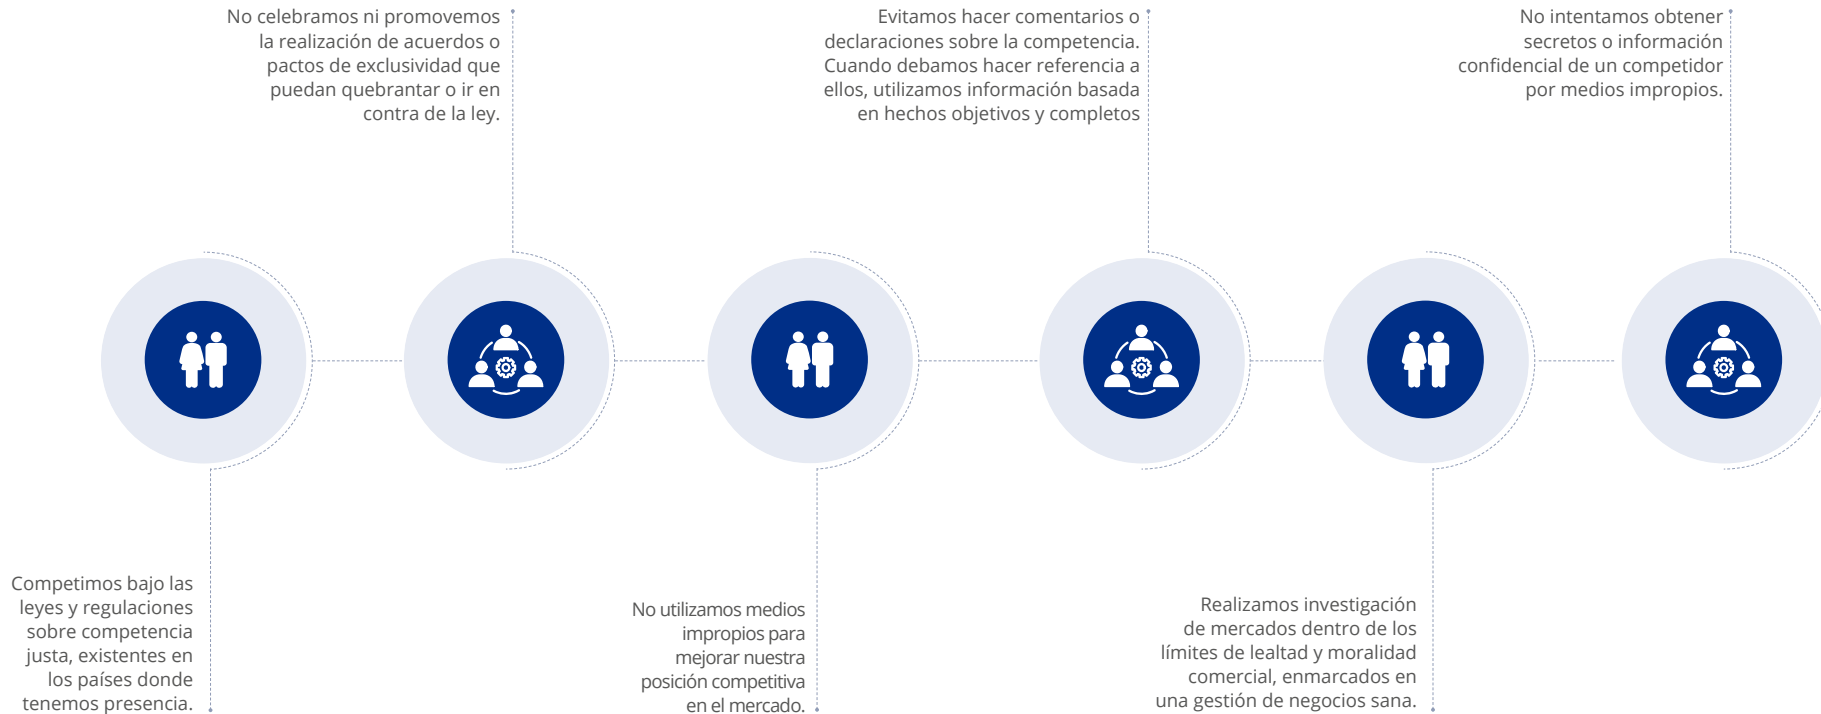 No celebramos ni promovemos
la realización de acuerdos o
pactos de exclusividad que
puedan quebrantar o ir en
contra de la ley.
Evitamos hacer comentarios o
declaraciones sobre la competencia.
Cuando debamos hacer referencia a
ellos, utilizamos información basada
en hechos objetivos y completos
No intentamos obtener
secretos o información
confidencial de un competidor
por medios impropios.
Competimos bajo las
leyes y regulaciones
sobre competencia
justa, existentes en
los países donde
tenemos presencia.
No utilizamos medios
impropios para
mejorar nuestra
posición competitiva
en el mercado.
Realizamos investigación
de mercados dentro de los
límites de lealtad y moralidad
comercial, enmarcados en
una gestión de negocios sana.